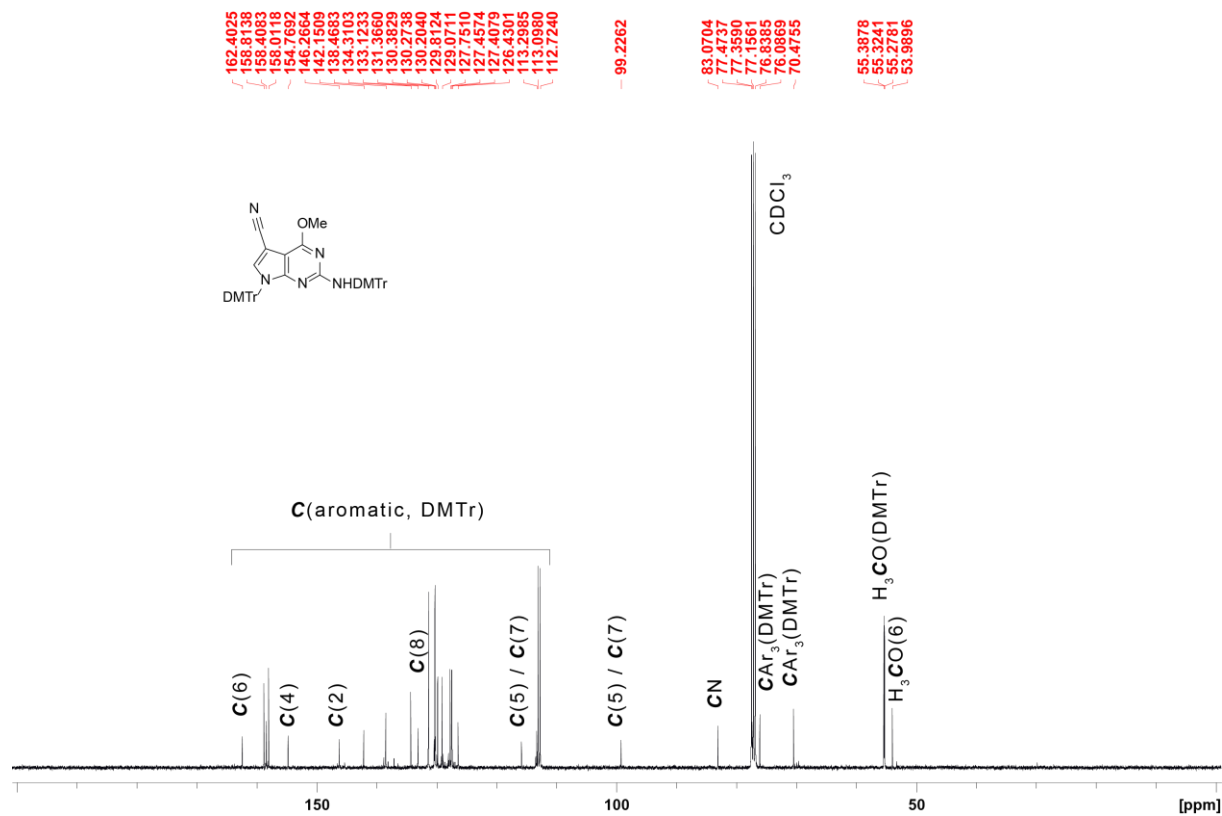 162.4025
158.8138
158.4083
158.0118
154.7692
146.2664
142.1509
138.4683
134.3103
133.1233
131.3660
130.3829
130.2738
130.2040
129.8124
129.0711
127.7510
127.4574
127.4079
126.4301
113.2985
113.0980
112.7240
99.2262
83.0704
77.4737
77.3590
77.1561
76.8385
76.0869
70.4755
55.3878
55.3241
55.2781
53.9896
N
OMe
N
N
N
NHDMTr
DMTr
CDCl₃
C(aromatic, DMTr)
C(6)
C(4)
C(2)
C(8)
C(5) / C(7)
C(5) / C(7)
CN
CAr₃(DMTr)
CAr₃(DMTr)
H₃CO(DMTr)
H₃CO(6)
150
100
50
[ppm]